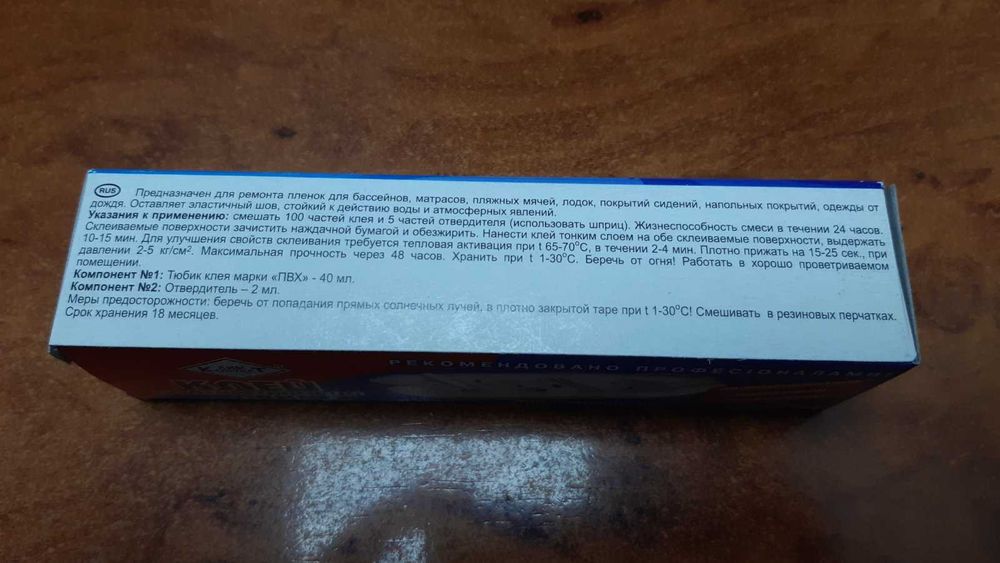 RUS Предназначен для ремонта пленок для бассейнов, матрасов, пляжных мячей, лодок, покрытий сидений, напольных покрытий, одежды от
дождя. Оставляет эластичный шов, стойкий к действию воды и атмосферных явлений.
Указания к применению: смешать 100 частей клея и 5 частей отвердителя (использовать шприц). Жизнеспособность смеси в течении 24 часов.
Склеиваемые поверхности зачистить наждачной бумагой и обезжирить. Нанести клей тонким слоем на обе склеиваемые поверхности, выдержать
10-15 мин. Для улучшения свойств склеивания требуется тепловая активация при t 65-70°C, в течении 2-4 мин. Плотно прижать на 15-25 сек., при
давлении 2-5 кг/см². Максимальная прочность через 48 часов. Хранить при t 1-30°C. Беречь от огня! Работать в хорошо проветриваемом
помещении.
Компонент №1: Тюбик клея марки «ПВХ» - 40 мл.
Компонент №2: Отвердитель – 2 мл.
Меры предосторожности: беречь от попадания прямых солнечных лучей, в плотно закрытой таре при t 1-30°C! Смешивать в резиновых перчатках.
Срок хранения 18 месяцев.
РЕКОМЕНДОВАНО ПРОФЕСІОНАЛАМИ
КЛЕЙ